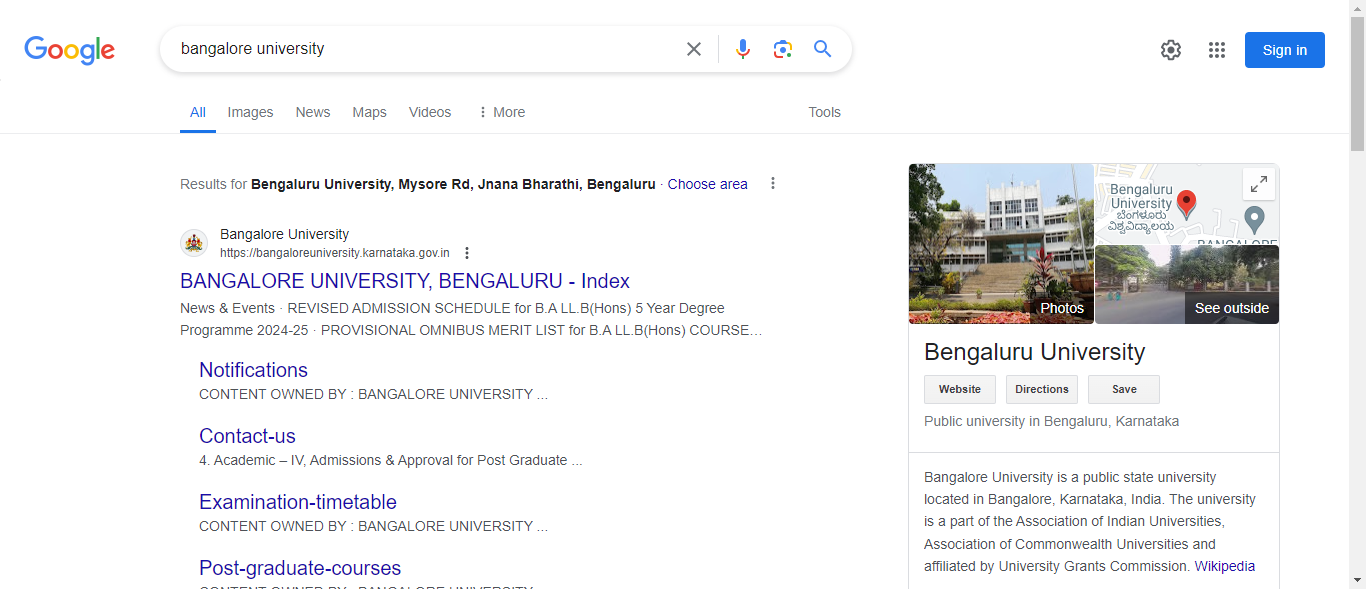 Google
bangalore university
Sign in
All
Images
News
Maps
Videos
More
Tools
Results for Bengaluru University, Mysore Rd, Jnana Bharathi, Bengaluru · Choose area
Bangalore University
https://bangaloreuniversity.karnataka.gov.in
BANGALORE UNIVERSITY, BENGALURU - Index
News & Events · REVISED ADMISSION SCHEDULE for B.A LL.B(Hons) 5 Year Degree
Programme 2024-25 · PROVISIONAL OMNIBUS MERIT LIST for B.A LL.B(Hons) COURSE…
Notifications
CONTENT OWNED BY : BANGALORE UNIVERSITY ...
Contact-us
4. Academic – IV, Admissions & Approval for Post Graduate ...
Examination-timetable
CONTENT OWNED BY : BANGALORE UNIVERSITY ...
Post-graduate-courses
CONTENT OWNED BY : BANGALORE UNIVERSITY ...
Bengaluru
University
ಬೆಂಗಳೂರು
ವಿಶ್ವವಿದ್ಯಾಲಯ
BANGALORE
Photos
See outside
Bengaluru University
Website
Directions
Save
Public university in Bengaluru, Karnataka
Bangalore University is a public state university
located in Bangalore, Karnataka, India. The university
is a part of the Association of Indian Universities,
Association of Commonwealth Universities and
affiliated by University Grants Commission. Wikipedia